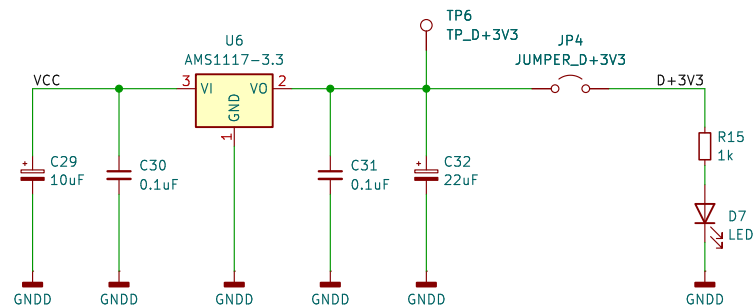 TP6
TP_D+3V3
U6
AMS1117-3.3
JP4
JUMPER_D+3V3
VCC
3
VI
VO
2
D+3V3
GND
1
R15
1k
C29
10uF
C30
0.1uF
C31
0.1uF
C32
22uF
D7
LED
GNDD
GNDD
GNDD
GNDD
GNDD
GNDD